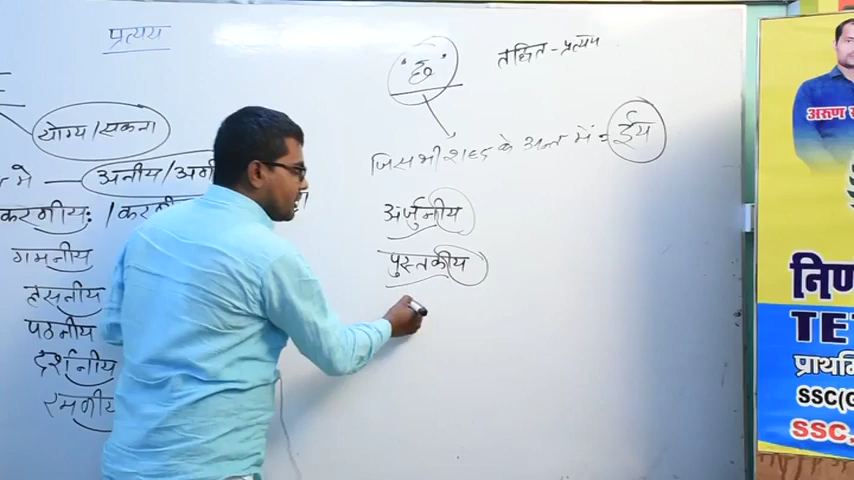 प्रत्यय
योग्य/सकना
में — अनीय/अणी
करणीय: / करणी
गमनीय
हसनीय
पठनीय
दर्शनीय
रमणीय
"छ"
तद्धित-प्रत्यय
जिस भी शब्द के अन्त में = ईय
अर्जुनीय
पुस्तकीय
अरूण
निर्ण
TE
प्राथमि
SSC(G
SSC,